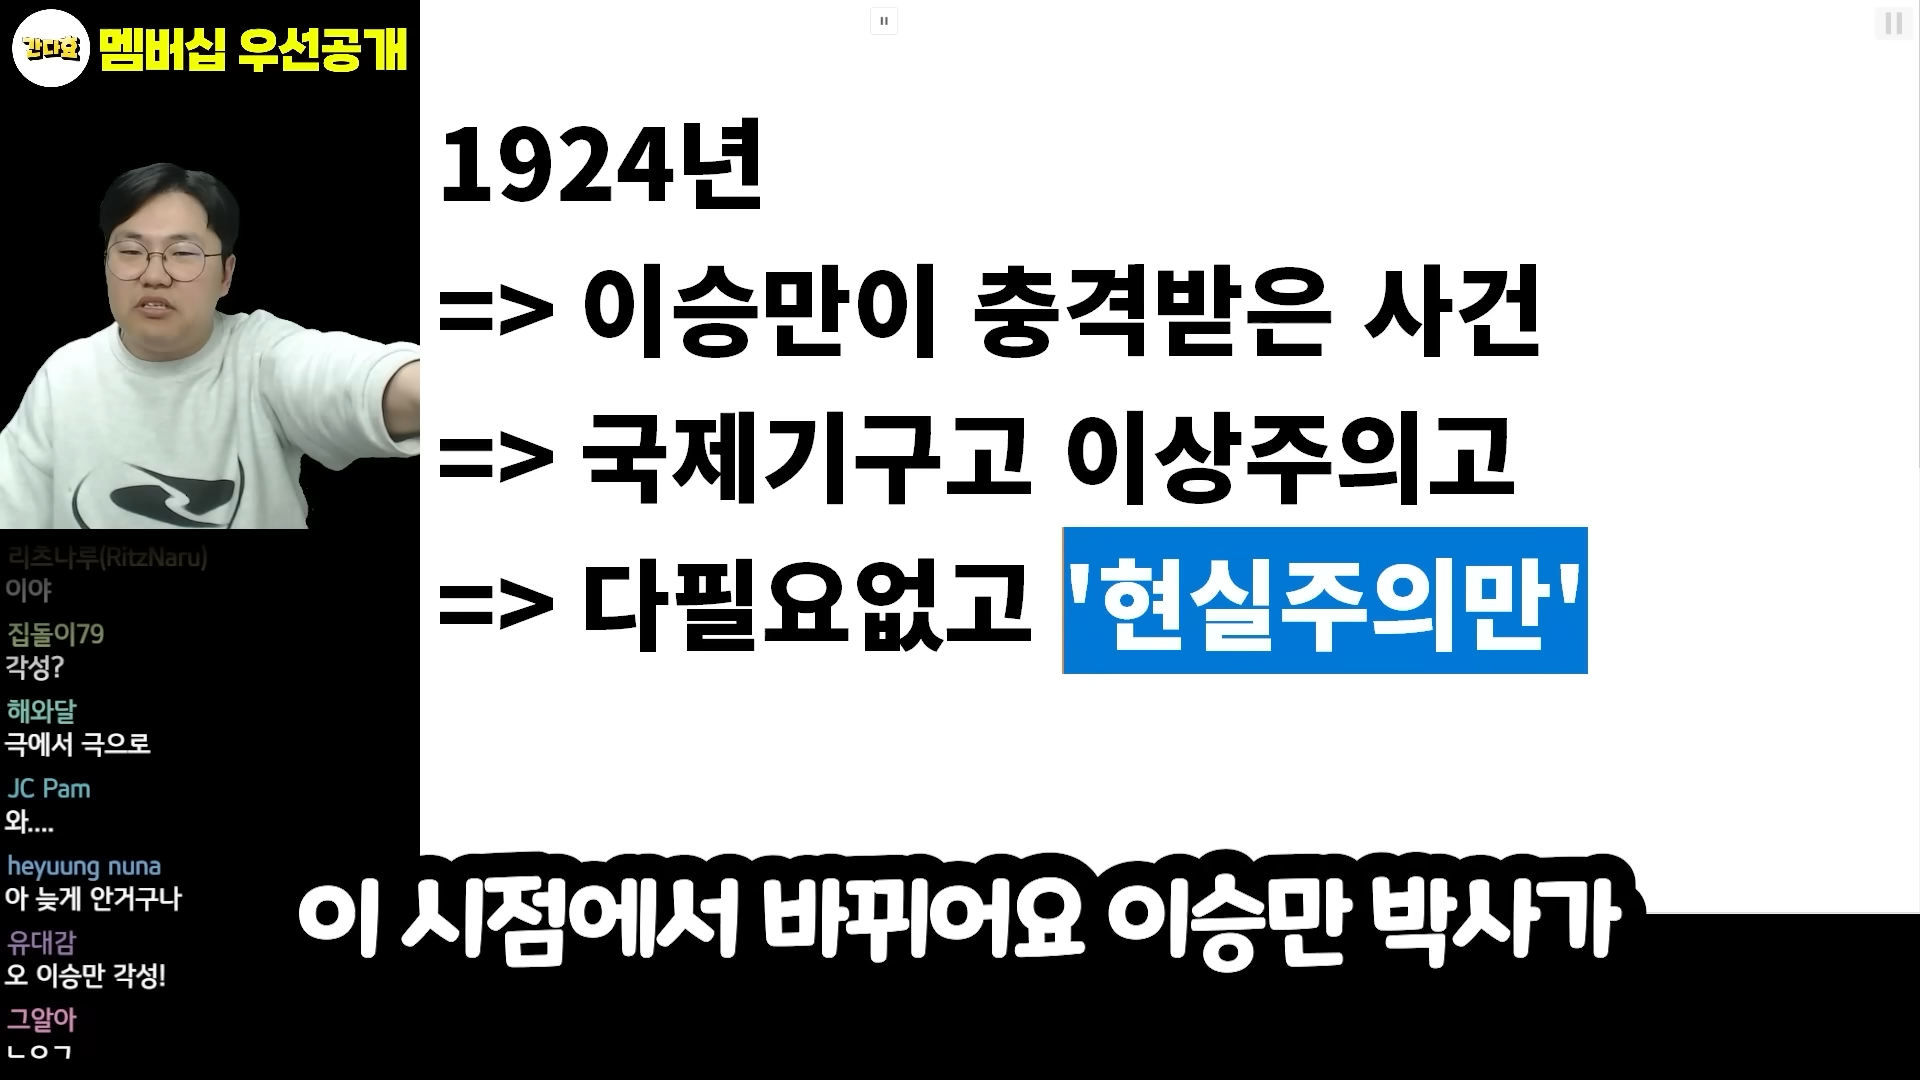 간다효 멤버십 우선공개
1924년
=> 이승만이 충격받은 사건
=> 국제기구고 이상주의고
=> 다필요없고 '현실주의만'
리츠나루(RitzNaru)
이야
집돌이79
각성?
해와달
극에서 극으로
JC Pam
와....
heyuung nuna
아 늦게 안거구나
유대감
오 이승만 각성!
그알아
ㄴㅇㄱ
이 시점에서 바뀌어요 이승만 박사가